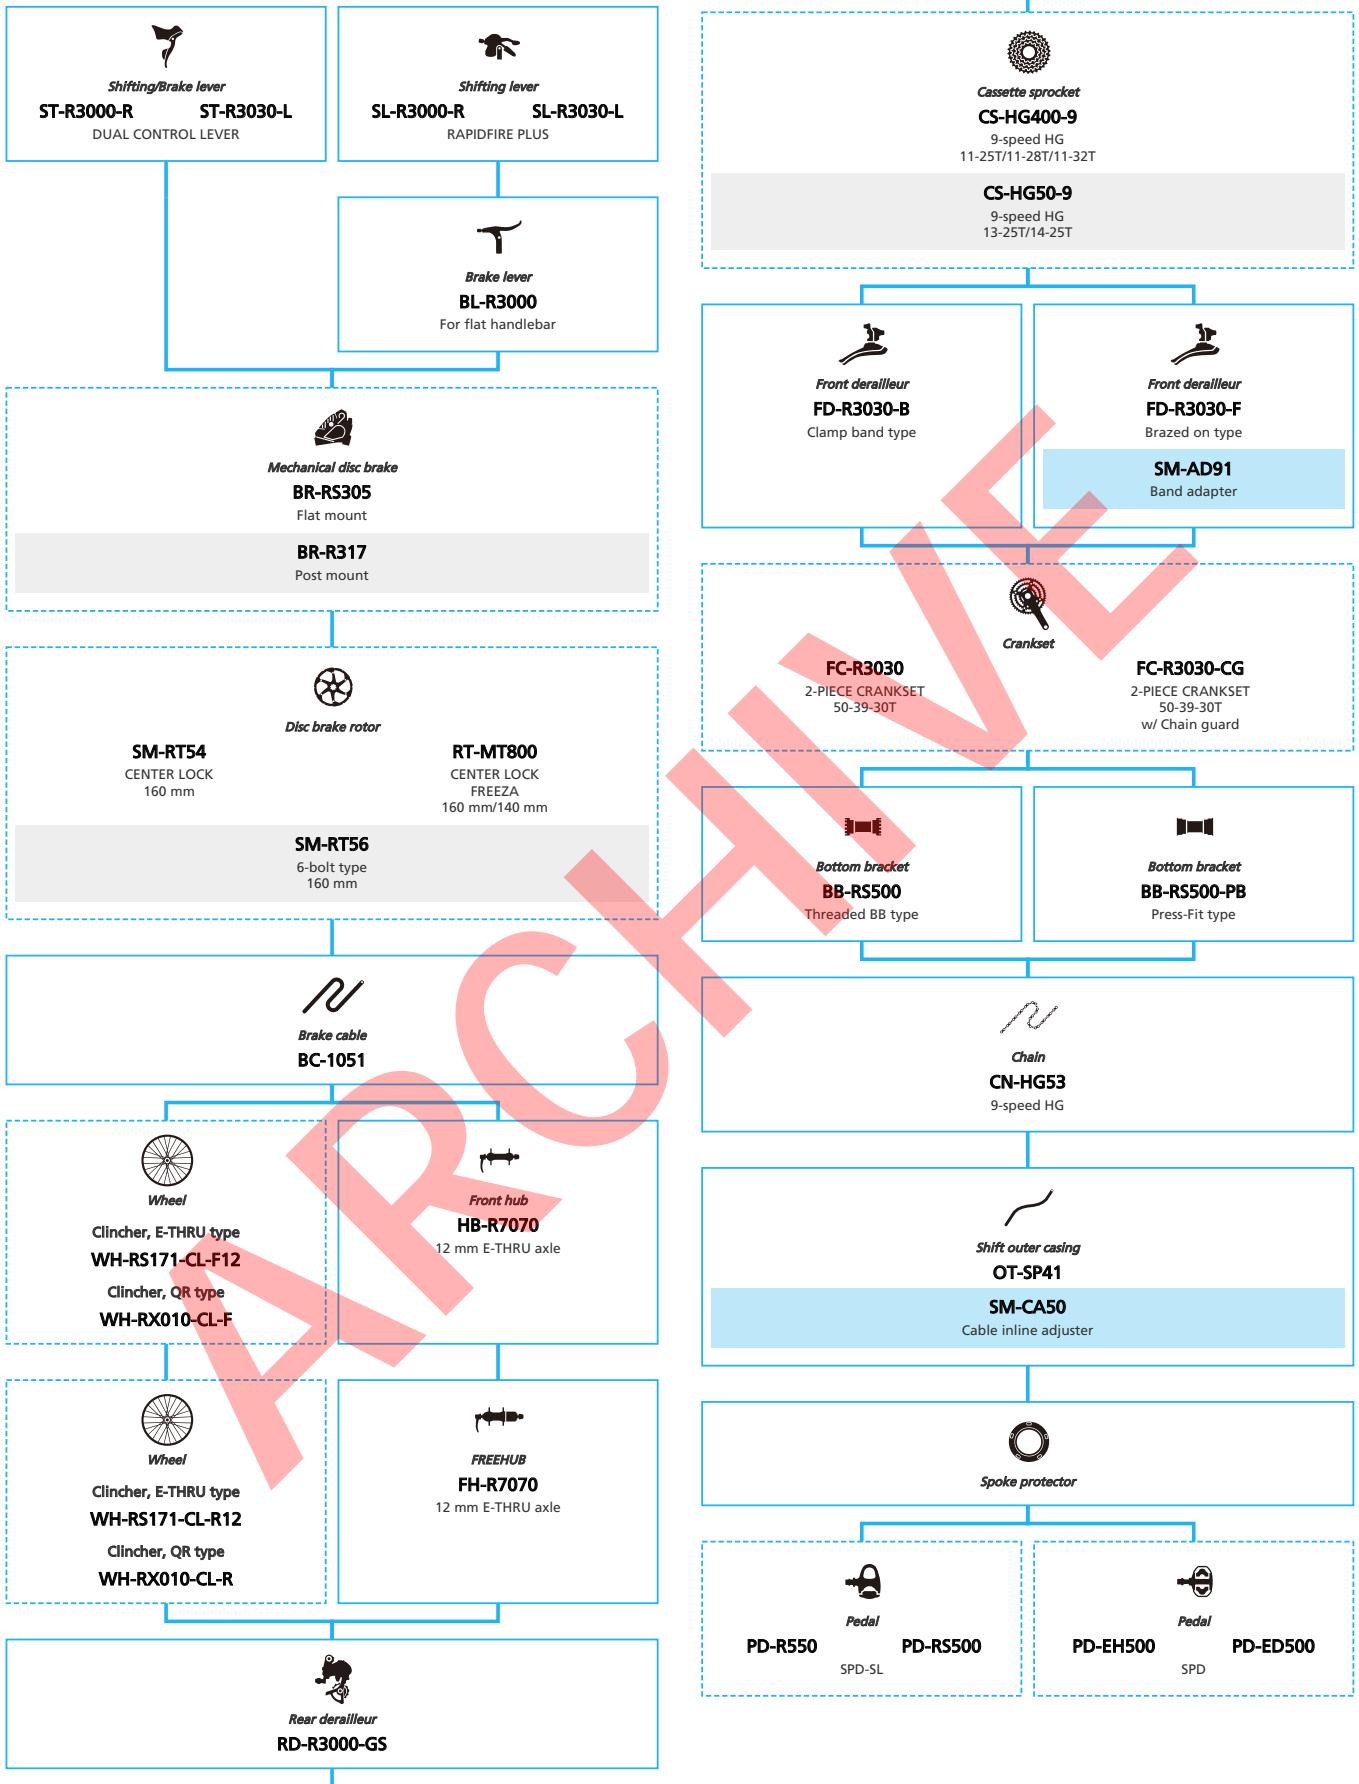 Shifting/Brake lever
ST-R3000-R ST-R3030-L
DUAL CONTROL LEVER
Shifting lever
SL-R3000-R SL-R3030-L
RAPIDFIRE PLUS
Brake lever
BL-R3000
For flat handlebar
Mechanical disc brake
BR-RS305
Flat mount
BR-R317
Post mount
Disc brake rotor
SM-RT54
CENTER LOCK
160 mm
RT-MT800
CENTER LOCK
FREEZA
160 mm/140 mm
SM-RT56
6-bolt type
160 mm
Brake cable
BC-1051
Wheel
Clincher, E-THRU type
WH-RS171-CL-F12
Clincher, QR type
WH-RX010-CL-F
Front hub
HB-R7070
12 mm E-THRU axle
Wheel
Clincher, E-THRU type
WH-RS171-CL-R12
Clincher, QR type
WH-RX010-CL-R
FREEHUB
FH-R7070
12 mm E-THRU axle
Rear derailleur
RD-R3000-GS
Cassette sprocket
CS-HG400-9
9-speed HG
11-25T/11-28T/11-32T
CS-HG50-9
9-speed HG
13-25T/14-25T
Front derailleur
FD-R3030-B
Clamp band type
Front derailleur
FD-R3030-F
Brazed on type
SM-AD91
Band adapter
Crankset
FC-R3030
2-PIECE CRANKSET
50-39-30T
FC-R3030-CG
2-PIECE CRANKSET
50-39-30T
w/ Chain guard
Bottom bracket
BB-RS500
Threaded BB type
Bottom bracket
BB-RS500-PB
Press-Fit type
Chain
CN-HG53
9-speed HG
Shift outer casing
OT-SP41
SM-CA50
Cable inline adjuster
Spoke protector
Pedal
PD-R550 PD-RS500
SPD-SL
Pedal
PD-EH500 PD-ED500
SPD
ARCHIVE